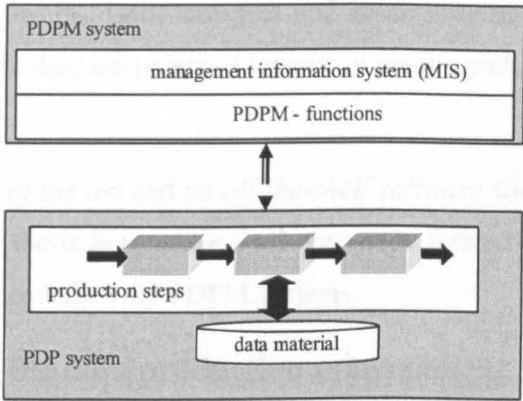 PDPM system
management information system (MIS)
PDPM - functions
production steps
data material
PDP system